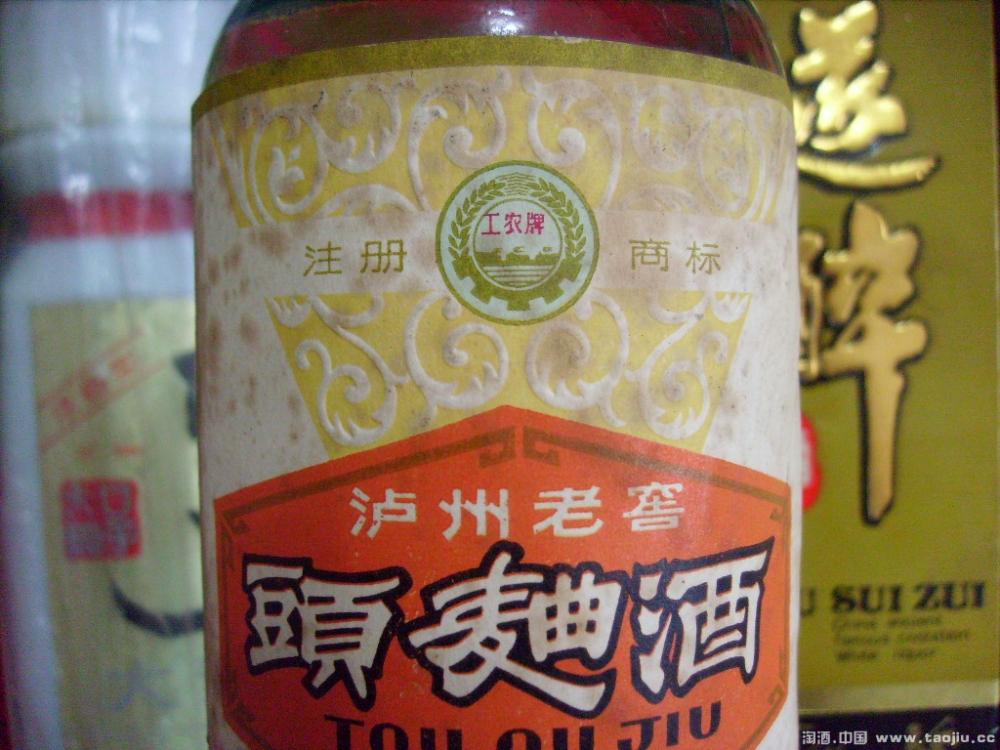 工农牌
注册 商标
泸州老窖
頭麯酒
TOU QU JIU
醉
SUI ZUI
淘酒.中国 www.taojiu.cc